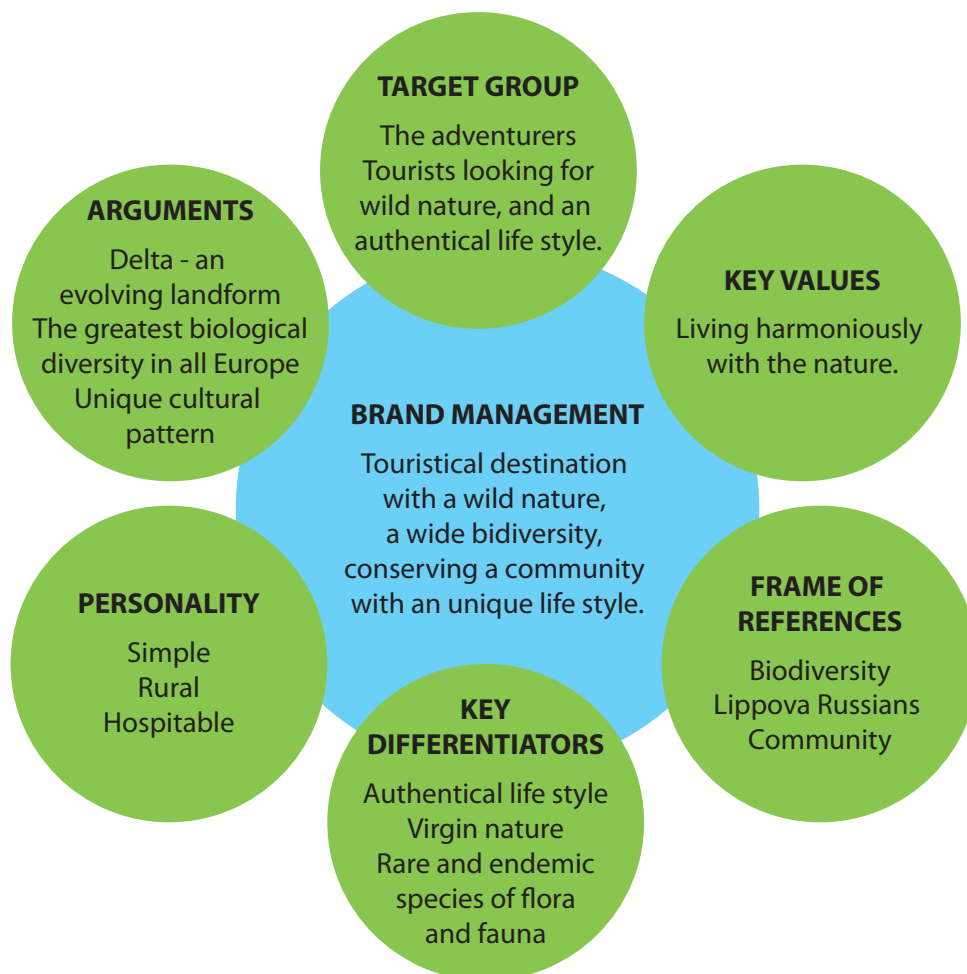 TARGET GROUP
The adventurers
Tourists looking for
wild nature, and an
authentical life style.
ARGUMENTS
Delta - an
evolving landform
The greatest biological
diversity in all Europe
Unique cultural
pattern
KEY VALUES
Living harmoniously
with the nature.
BRAND MANAGEMENT
Touristical destination
with a wild nature,
a wide bidiversity,
conserving a community
with an unique life style.
PERSONALITY
Simple
Rural
Hospitable
FRAME OF
REFERENCES
Biodiversity
Lippova Russians
Community
KEY
DIFFERENTIATORS
Authentical life style
Virgin nature
Rare and endemic
species of flora
and fauna